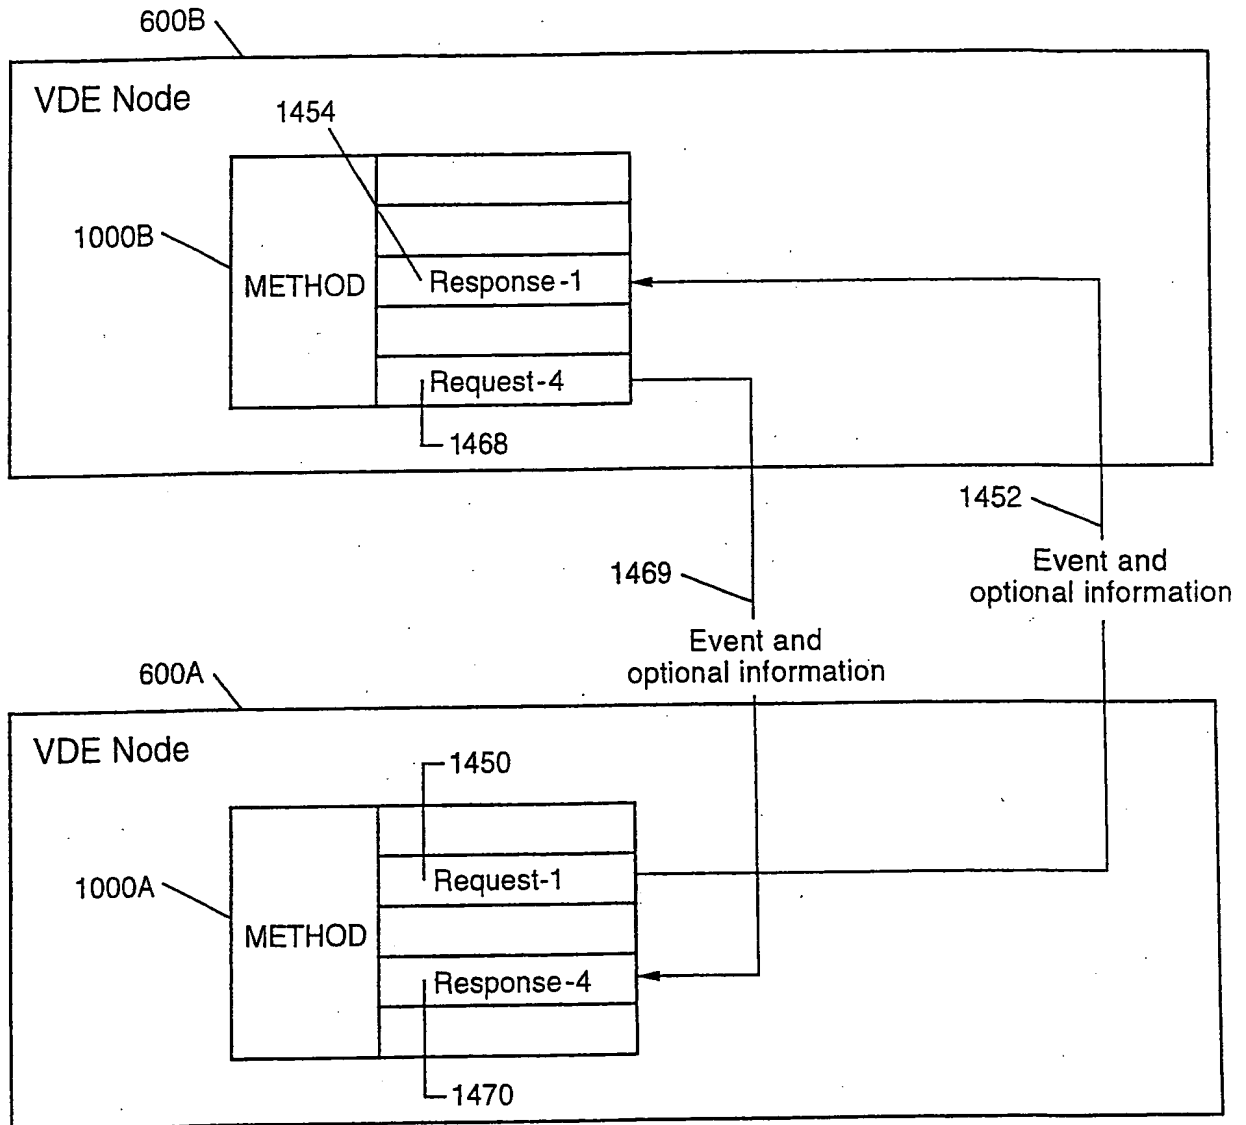 600B
VDE Node
1454
1000B
METHOD
Response-1
Request-4
1468
1452
Event and
optional information
1469
Event and
optional information
600A
VDE Node
1450
1000A
METHOD
Request-1
Response-4
1470